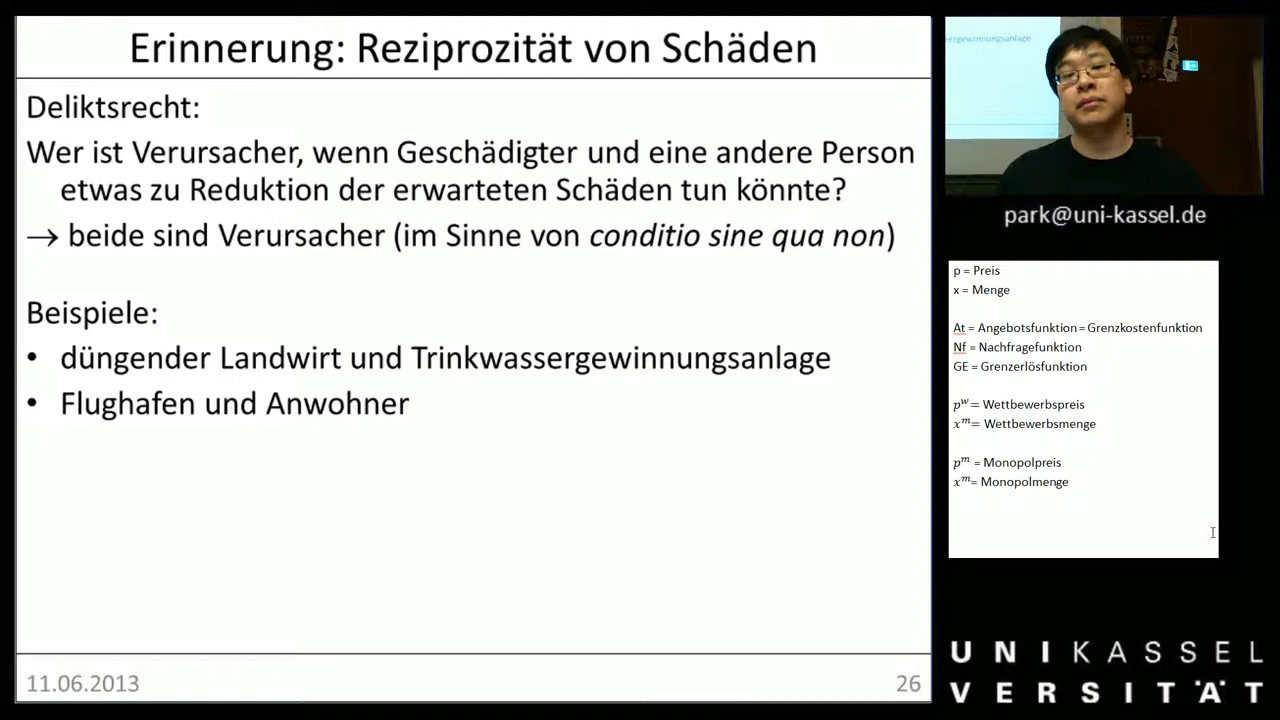 Erinnerung: Reziprozität von Schäden
Deliktsrecht:
Wer ist Verursacher, wenn Geschädigter und eine andere Person
etwas zu Reduktion der erwarteten Schäden tun könnte?
→ beide sind Verursacher (im Sinne von conditio sine qua non)
Beispiele:
• düngender Landwirt und Trinkwassergewinnungsanlage
• Flughafen und Anwohner
11.06.2013
26
vergewinnungsanlage
park@uni-kassel.de
p = Preis
x = Menge
At = Angebotsfunktion = Grenzkostenfunktion
Nf = Nachfragefunktion
GE = Grenzerlösfunktion
p^w = Wettbewerbspreis
x^m = Wettbewerbsmenge
p^m = Monopolpreis
x^m = Monopolmenge
UNIKASSEL
VERSITÄT